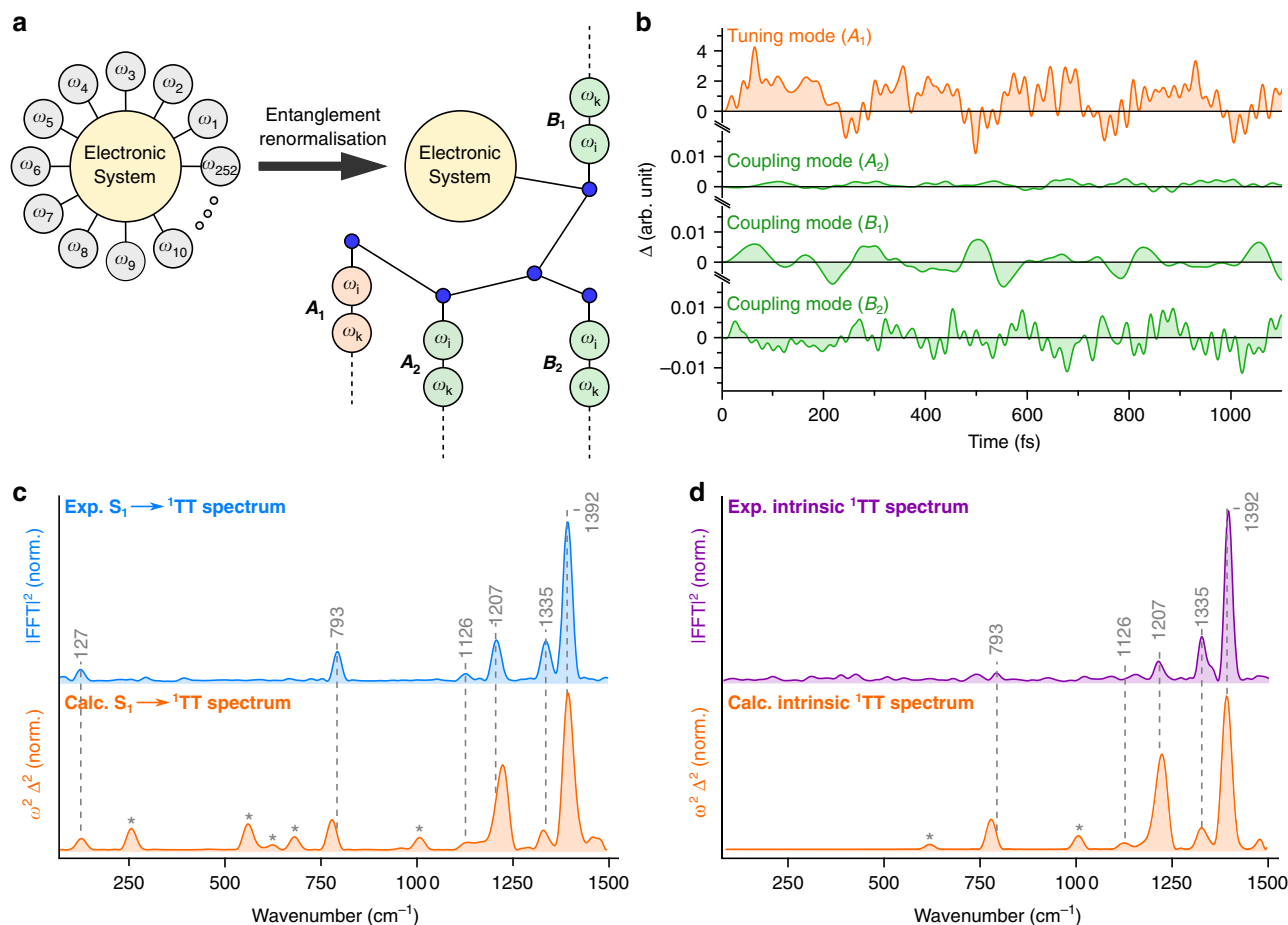 a
ω3
ω4
ω2
ω5
ω1
ω6
Electronic
System
ω252
ω7
ω8
ω9
ω10
Entanglement
renormalisation
Electronic
System
B1
ωk
ωi
A1
ωi
ωk
A2
ωi
ωk
B2
ωi
ωk
b
Tuning mode (A1)
4
2
0
Coupling mode (A2)
0.01
0
Coupling mode (B1)
0.01
0
Coupling mode (B2)
0.01
0
−0.01
Δ (arb. unit)
0 200 400 600 800 1000
Time (fs)
c
Exp. S1 → 1TT spectrum
|FFT|2 (norm.)
127
793
1126
1207
1335
1392
Calc. S1 → 1TT spectrum
ω2 Δ2 (norm.)
* * * * *
250 500 750 1000 1250 1500
Wavenumber (cm−1)
d
Exp. intrinsic 1TT spectrum
|FFT|2 (norm.)
793
1126
1207
1335
1392
Calc. intrinsic 1TT spectrum
ω2 Δ2 (norm.)
* *
250 500 750 1000 1250 1500
Wavenumber (cm−1)